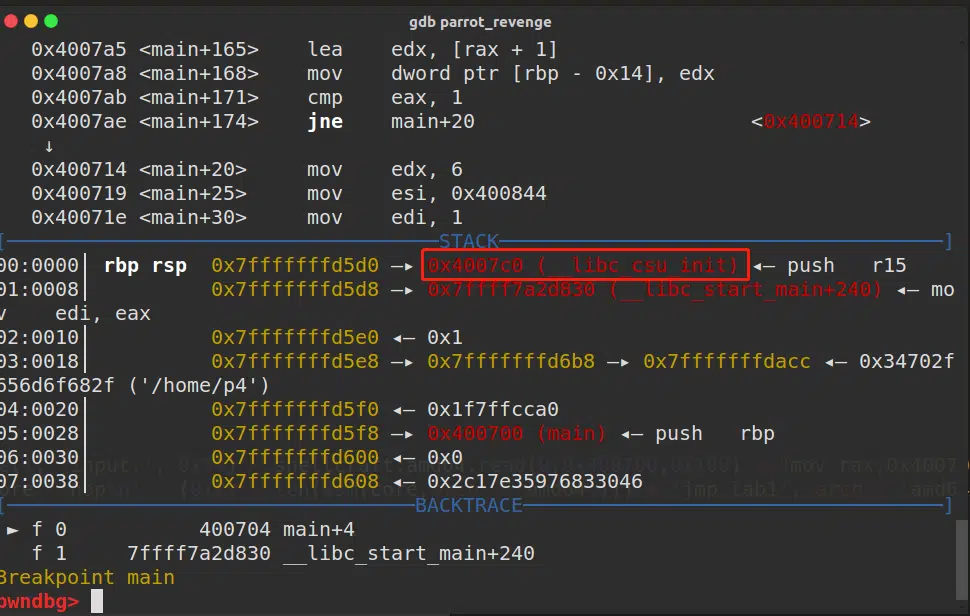 gdb parrot_revenge
0x4007a5 <main+165> lea edx, [rax + 1]
0x4007a8 <main+168> mov dword ptr [rbp - 0x14], edx
0x4007ab <main+171> cmp eax, 1
0x4007ae <main+174> jne main+20 <0x400714>
↓
0x400714 <main+20> mov edx, 6
0x400719 <main+25> mov esi, 0x400844
0x40071e <main+30> mov edi, 1
[ STACK ]
00:0000│ rbp rsp 0x7fffffffd5d0 —▸ 0x4007c0 (__libc_csu_init) ◂— push r15
01:0008│ 0x7fffffffd5d8 —▸ 0x7ffff7a2d830 (__libc_start_main+240) ◂— mo
v edi, eax
02:0010│ 0x7fffffffd5e0 ◂— 0x1
03:0018│ 0x7fffffffd5e8 —▸ 0x7fffffffd6b8 —▸ 0x7fffffffdacc ◂— 0x34702f
656d6f682f ('/home/p4')
04:0020│ 0x7fffffffd5f0 ◂— 0x1f7ffcca0
05:0028│ 0x7fffffffd5f8 —▸ 0x400700 (main) ◂— push rbp
06:0030│ 0x7fffffffd600 ◂— 0x0
07:0038│ 0x7fffffffd608 ◂— 0x2c17e35976833046
[ BACKTRACE ]
► f 0 400704 main+4
f 1 7ffff7a2d830 __libc_start_main+240
Breakpoint main
pwndbg>